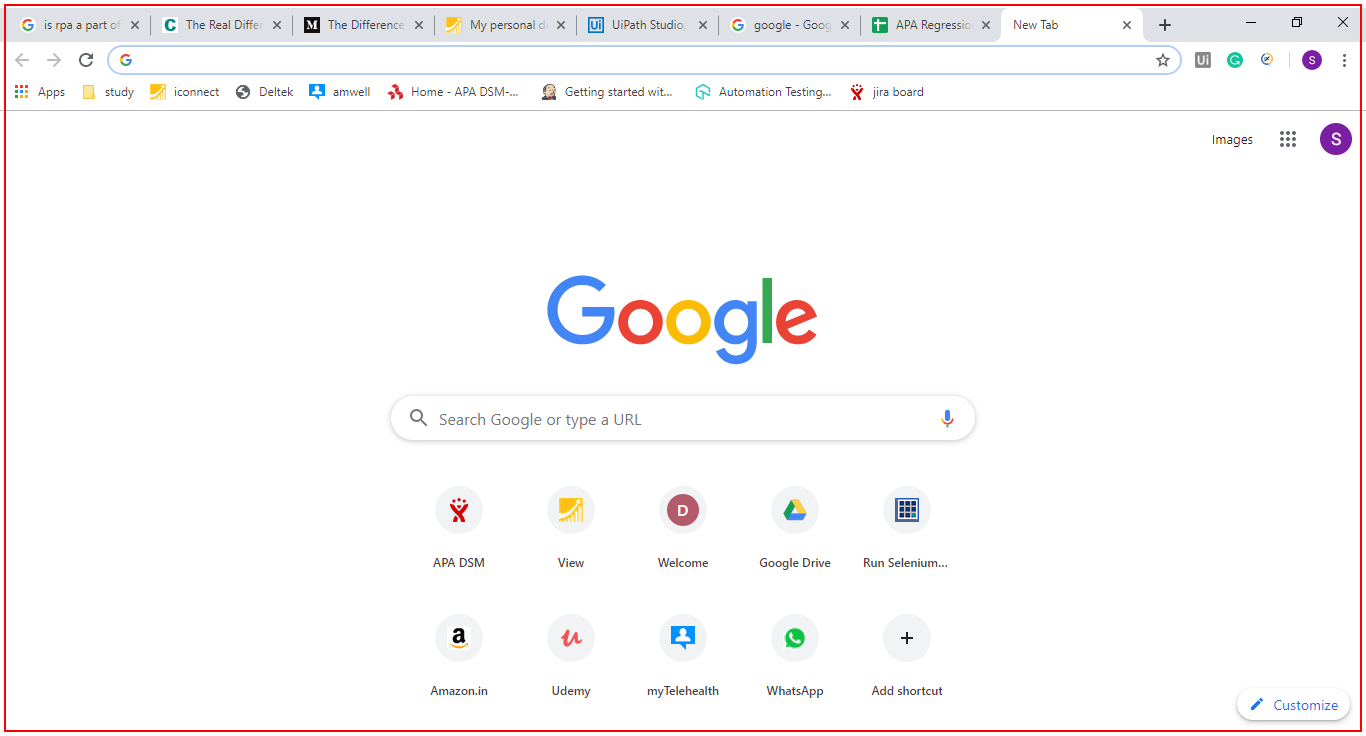 is rpa a part of
The Real Differ
The Difference
My personal d
UiPath Studio,
google - Goog
APA Regressio
New Tab
Ui
S
Apps
study
iconnect
Deltek
amwell
Home - APA DSM-...
Getting started wit...
Automation Testing...
jira board
Images
S
Google
Search Google or type a URL
D
APA DSM
View
Welcome
Google Drive
Run Selenium...
Amazon.in
Udemy
myTelehealth
WhatsApp
Add shortcut
Customize